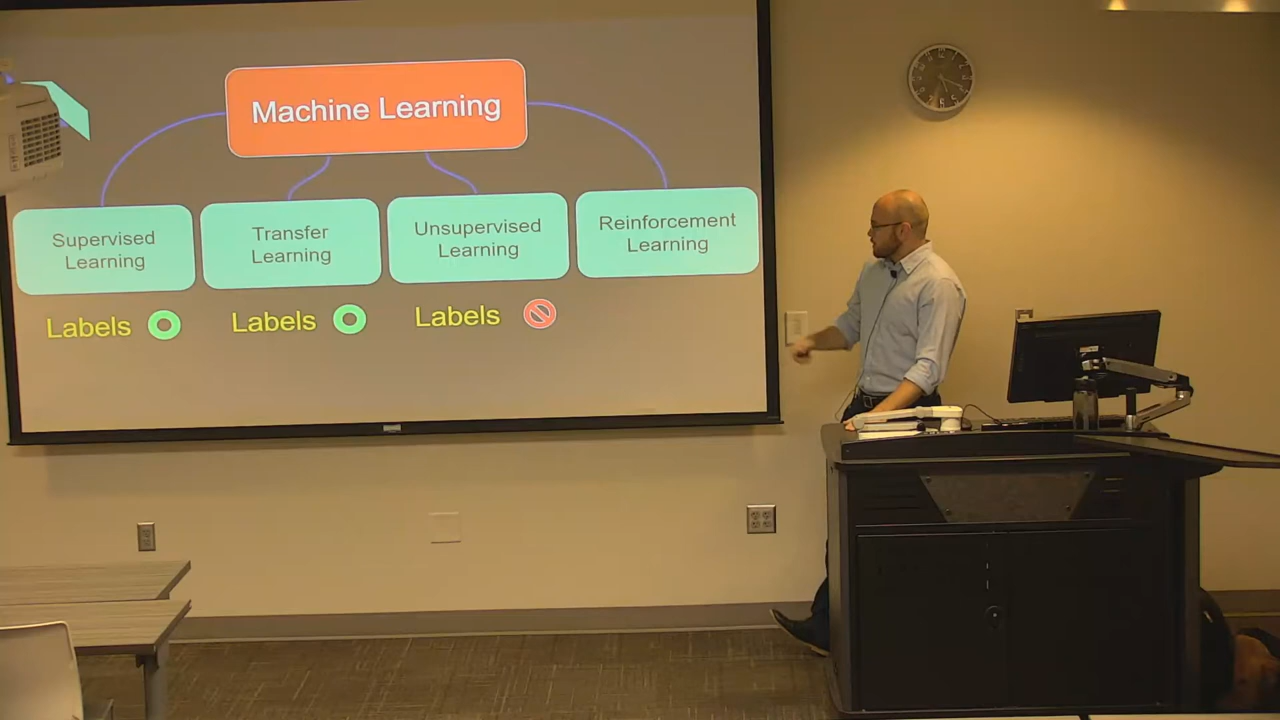 Machine Learning
Supervised
Learning
Transfer
Learning
Unsupervised
Learning
Reinforcement
Learning
Labels
Labels
Labels